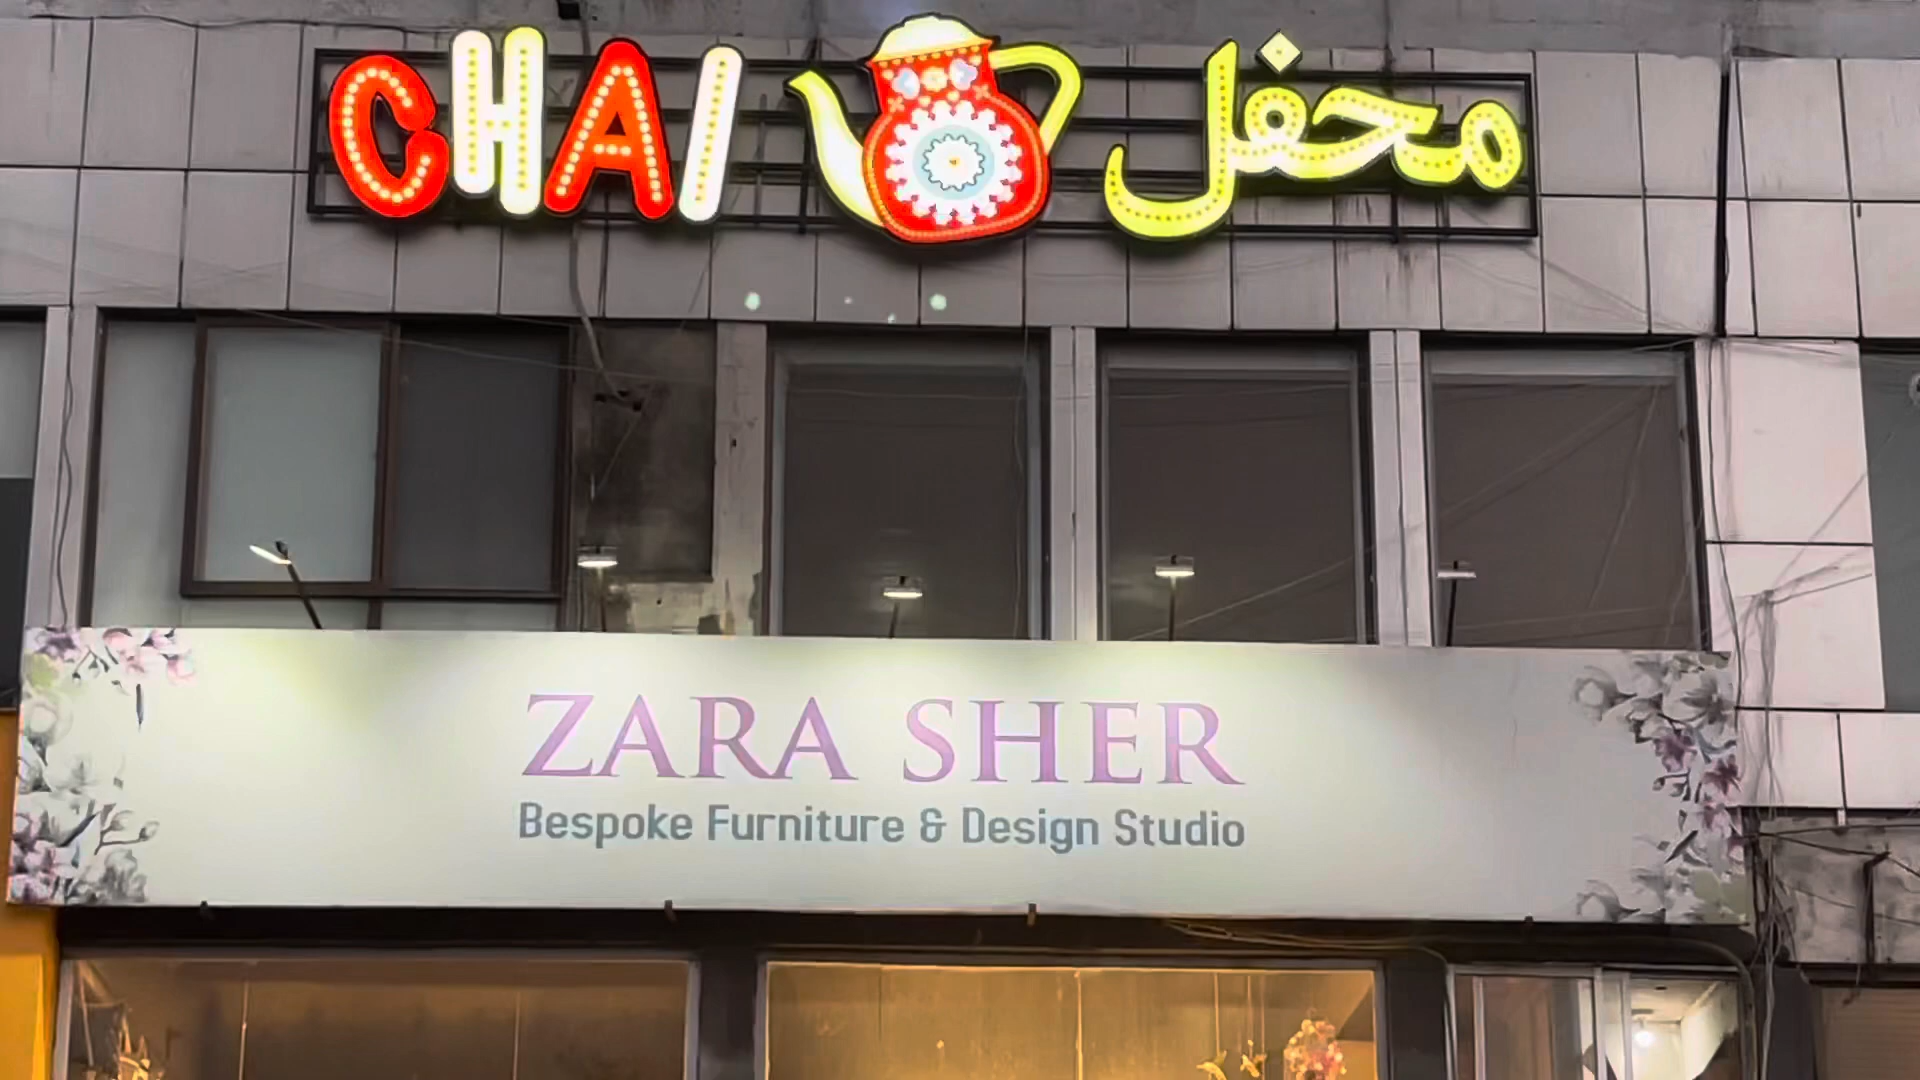 CHAI محفل
ZARA SHER
Bespoke Furniture & Design Studio